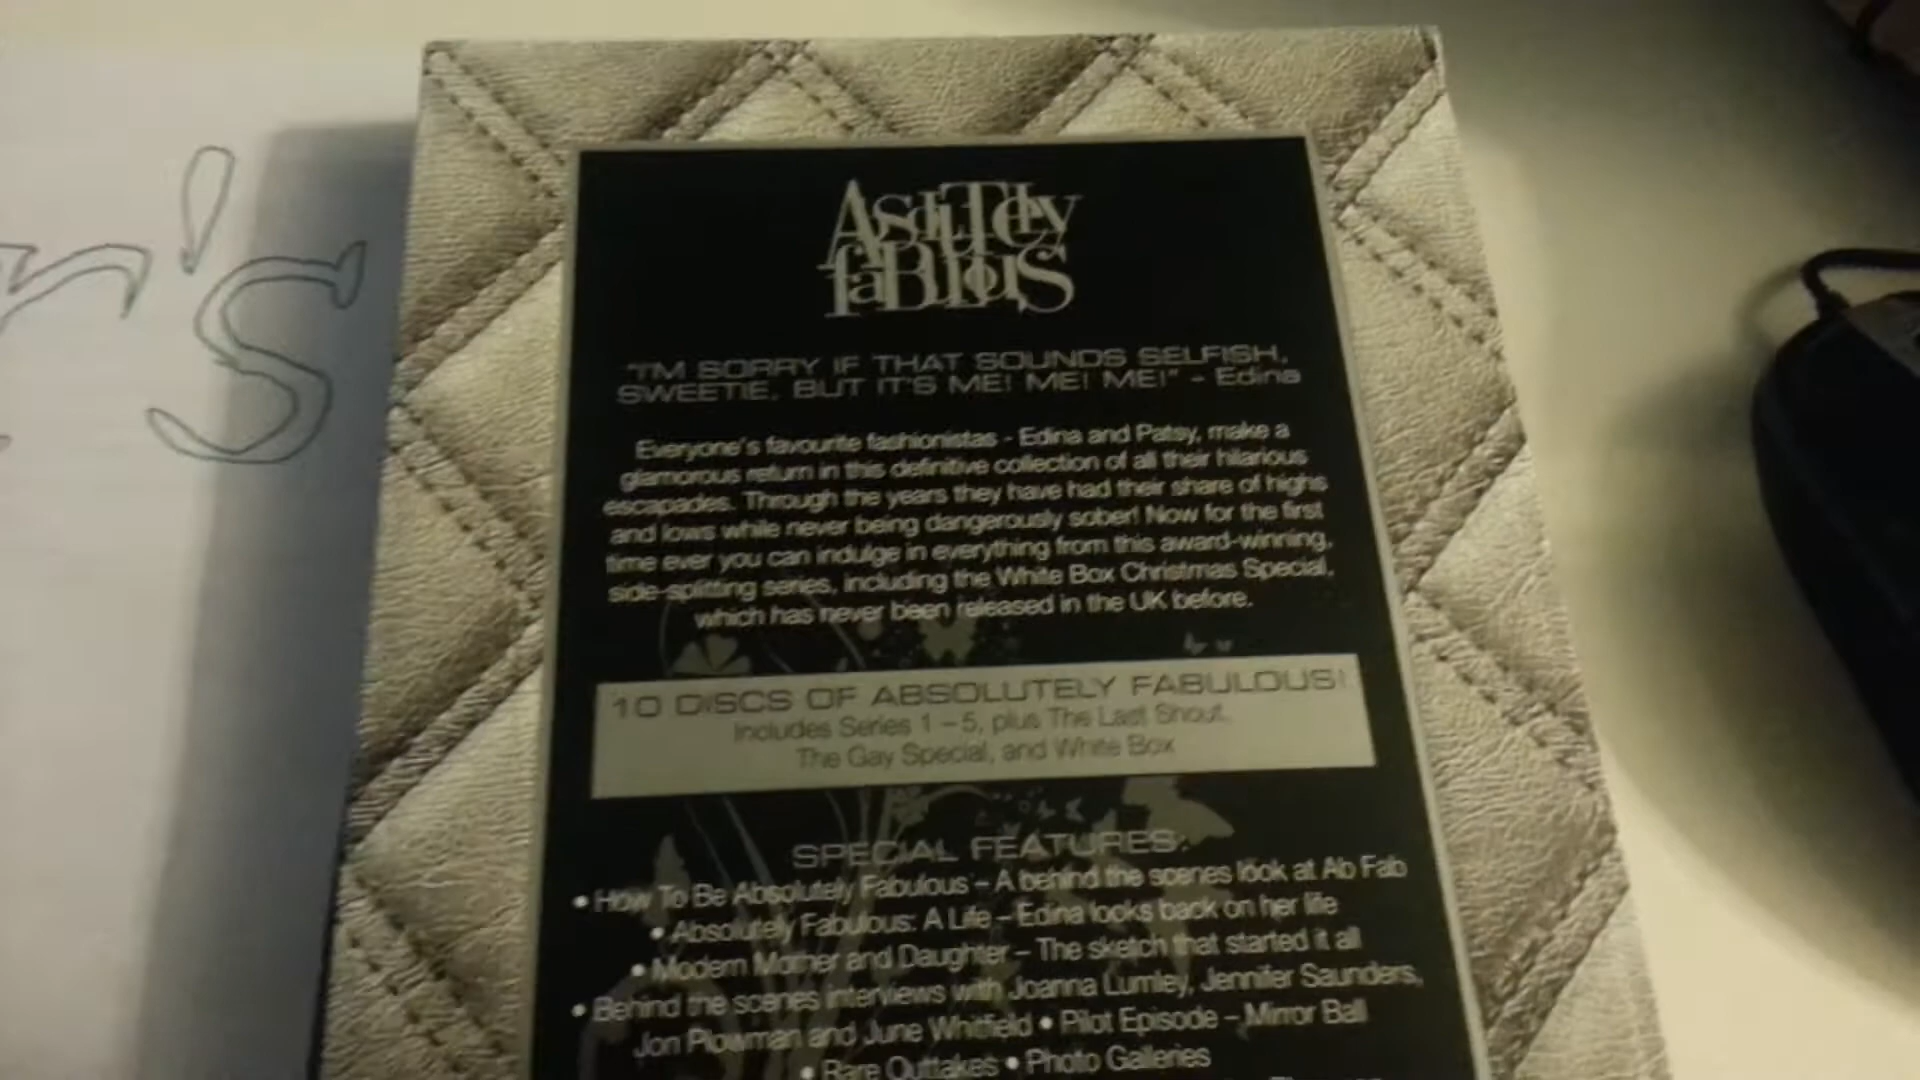 r's
AbsoluTely
faBUlouS
"I'M SORRY IF THAT SOUNDS SELFISH,
SWEETIE, BUT IT'S ME! ME! ME!" - Edina
Everyone's favourite fashionistas - Edina and Patsy, make a
glamorous return in this definitive collection of all their hilarious
escapades. Through the years they have had their share of highs
and lows while never being dangerously sober! Now for the first
time ever you can indulge in everything from this award-winning,
side-splitting series, including the White Box Christmas Special,
which has never been released in the UK before.
10 DISCS OF ABSOLUTELY FABULOUS!
Includes Series 1 – 5, plus The Last Shout,
The Gay Special, and White Box
SPECIAL FEATURES:
• How To Be Absolutely Fabulous – A behind the scenes look at Ab Fab
• Absolutely Fabulous: A Life – Edina looks back on her life
• Modern Mother and Daughter – The sketch that started it all
• Behind the scenes interviews with Joanna Lumley, Jennifer Saunders,
Jon Plowman and June Whitfield • Pilot Episode – Mirror Ball
• Rare Outtakes • Photo Galleries